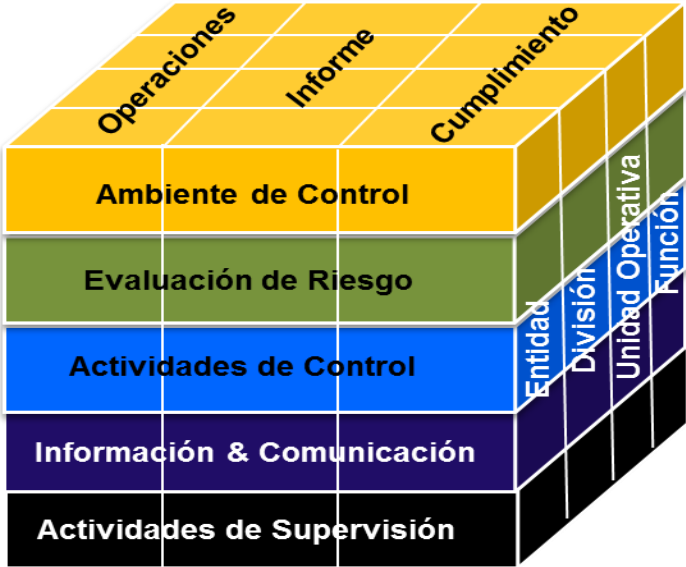 Operaciones
Informe
Cumplimiento
Ambiente de Control
Evaluación de Riesgo
Actividades de Control
Información & Comunicación
Actividades de Supervisión
Entidad
División
Unidad Operativa
Función